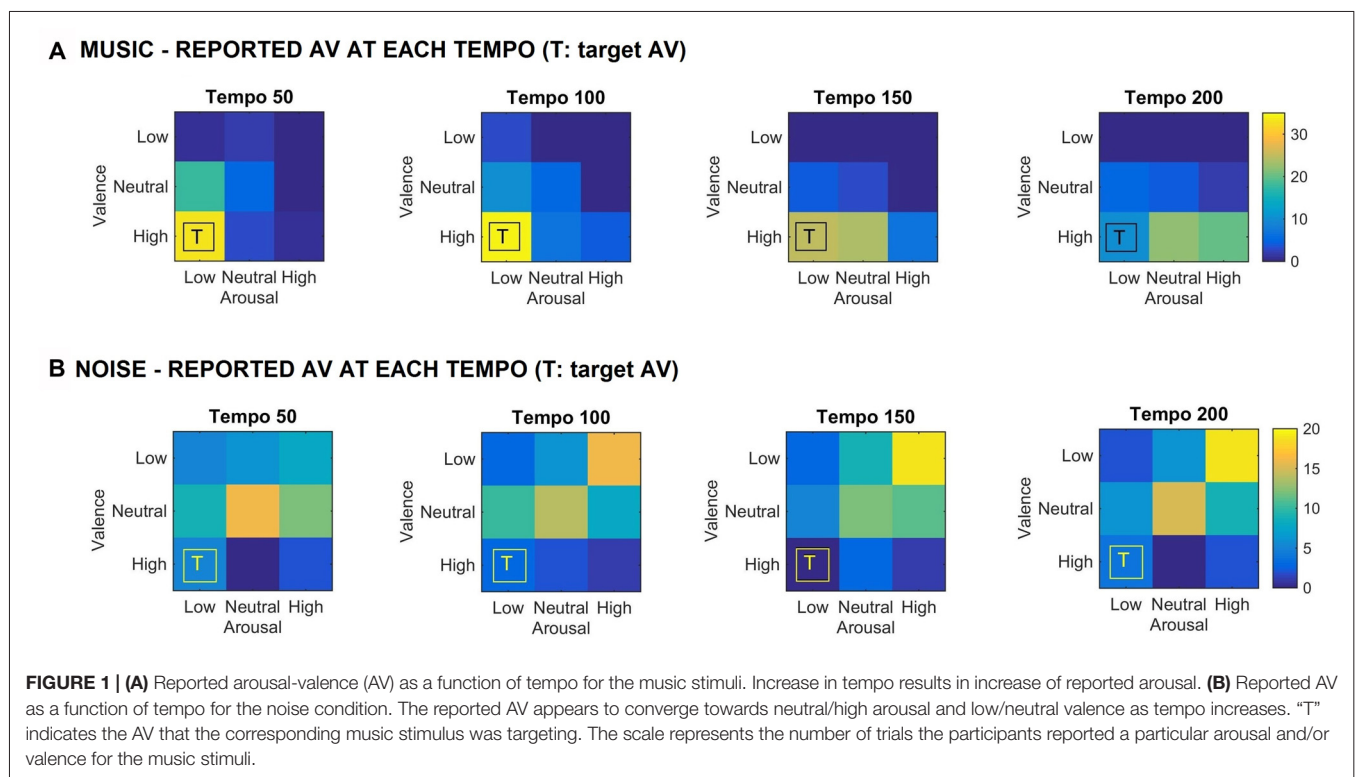 A MUSIC - REPORTED AV AT EACH TEMPO (T: target AV)
Tempo 50
Tempo 100
Tempo 150
Tempo 200
Valence
Low
Neutral
High
T
Low Neutral High
Arousal
Valence
Low
Neutral
High
T
Low Neutral High
Arousal
Valence
Low
Neutral
High
T
Low Neutral High
Arousal
Valence
Low
Neutral
High
T
Low Neutral High
Arousal
30
20
10
0
B NOISE - REPORTED AV AT EACH TEMPO (T: target AV)
Tempo 50
Tempo 100
Tempo 150
Tempo 200
Valence
Low
Neutral
High
T
Low Neutral High
Arousal
Valence
Low
Neutral
High
T
Low Neutral High
Arousal
Valence
Low
Neutral
High
T
Low Neutral High
Arousal
Valence
Low
Neutral
High
T
Low Neutral High
Arousal
20
15
10
5
0
FIGURE 1 | (A) Reported arousal-valence (AV) as a function of tempo for the music stimuli. Increase in tempo results in increase of reported arousal. (B) Reported AV
as a function of tempo for the noise condition. The reported AV appears to converge towards neutral/high arousal and low/neutral valence as tempo increases. “T”
indicates the AV that the corresponding music stimulus was targeting. The scale represents the number of trials the participants reported a particular arousal and/or
valence for the music stimuli.